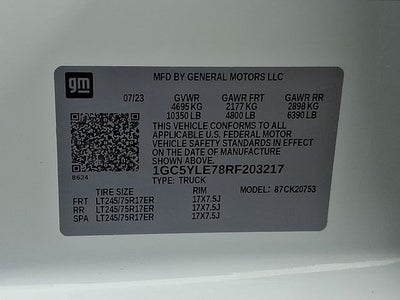 gm
MFD BY GENERAL MOTORS LLC
07/23 GVWR GAWR FRT GAWR RR
4695 KG 2177 KG 2898 KG
10350 LB 4800 LB 6390 LB
THIS VEHICLE CONFORMS TO ALL
APPLICABLE U.S. FEDERAL MOTOR
VEHICLE SAFETY STANDARDS IN EFFECT
ON THE DATE OF MANUFACTURE
SHOWN ABOVE.
1GC5YLE78RF203217
8624
TYPE: TRUCK
TIRE SIZE RIM MODEL: 87CK20753
FRT LT245/75R17ER 17X7.5J
RR LT245/75R17ER 17X7.5J
SPA LT245/75R17ER 17X7.5J